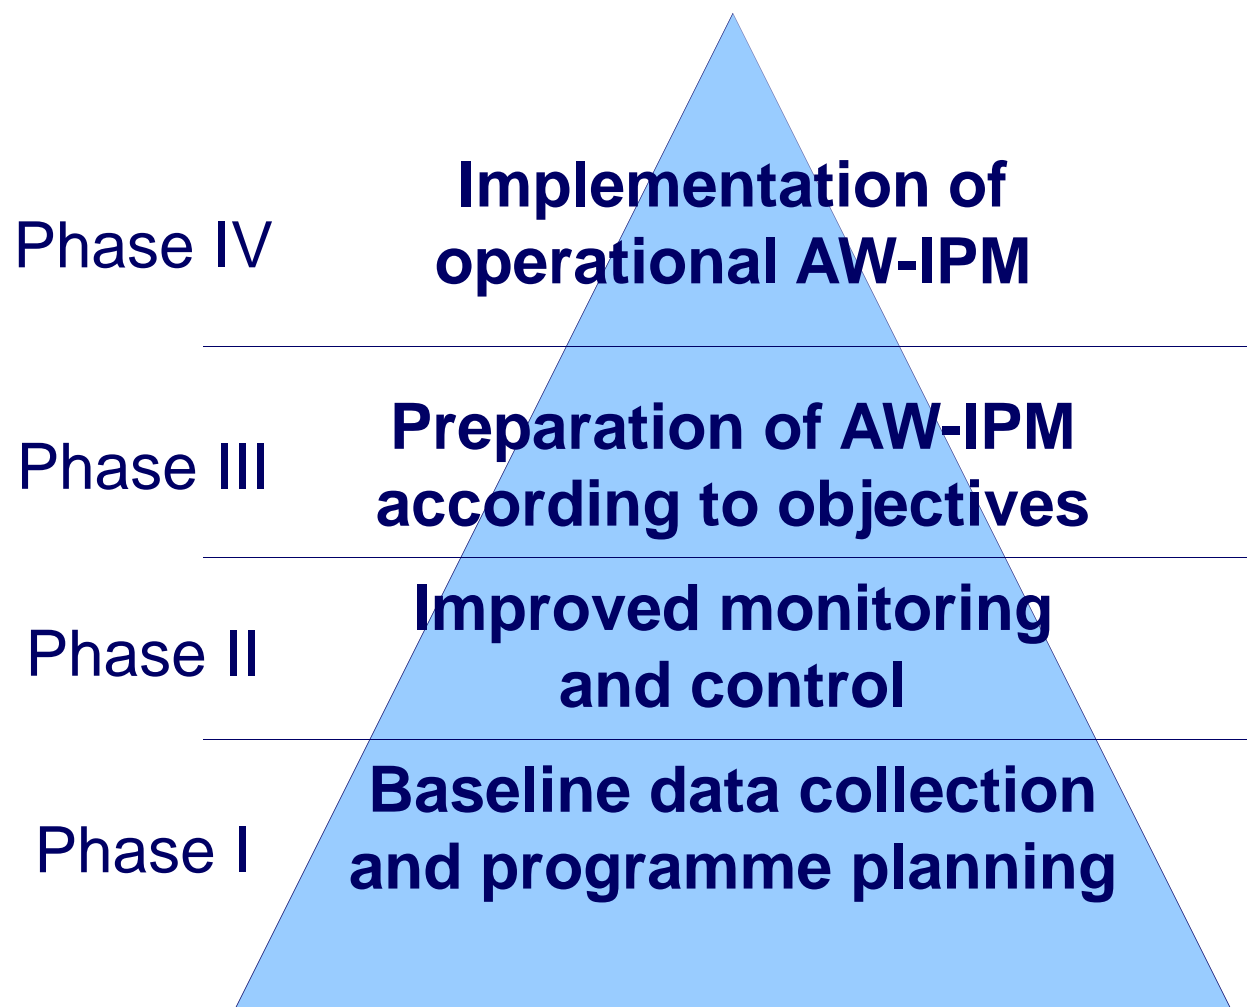 Phase IV
Implementation of
operational AW-IPM
Phase III
Preparation of AW-IPM
according to objectives
Phase II
Improved monitoring
and control
Phase I
Baseline data collection
and programme planning